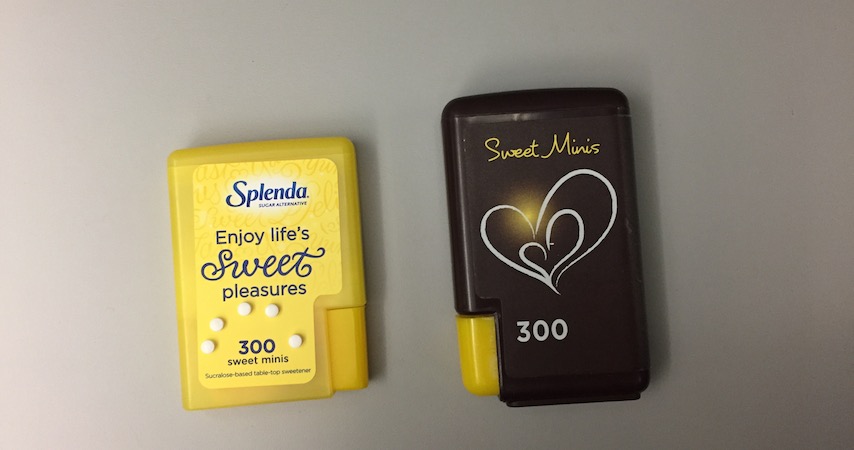 Splenda
SUGAR ALTERNATIVE
Enjoy life's
sweet
pleasures
300
sweet minis
Sucralose-based table-top sweetener
Sweet Minis
300